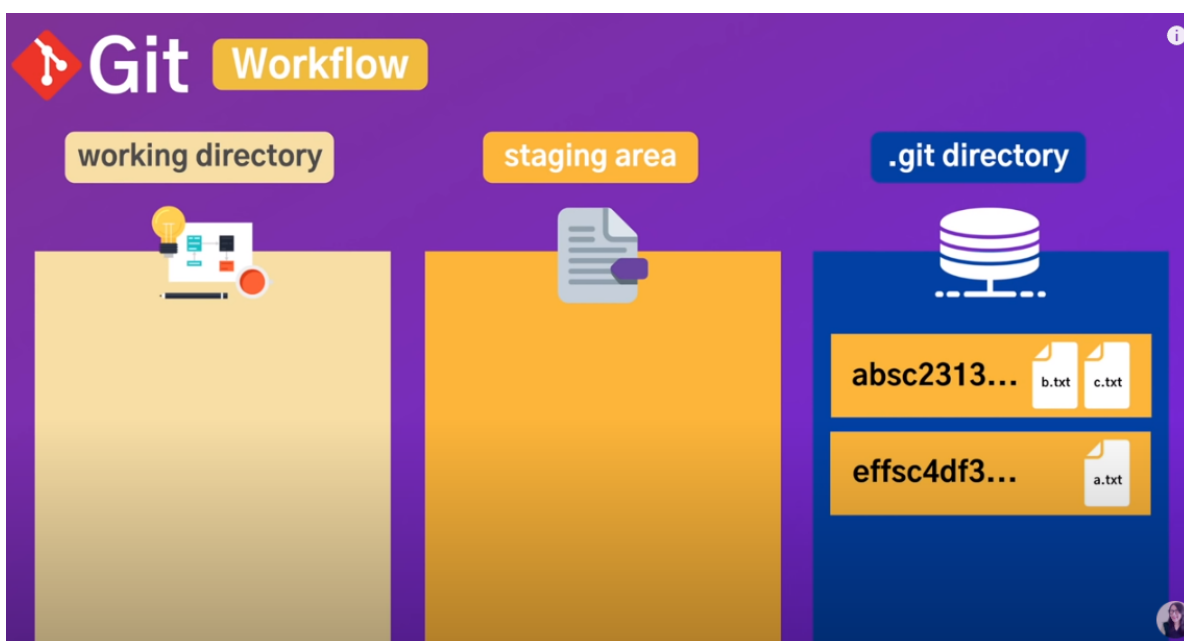 Git Workflow
working directory
staging area
.git directory
absc2313... b.txt c.txt
effsc4df3... a.txt